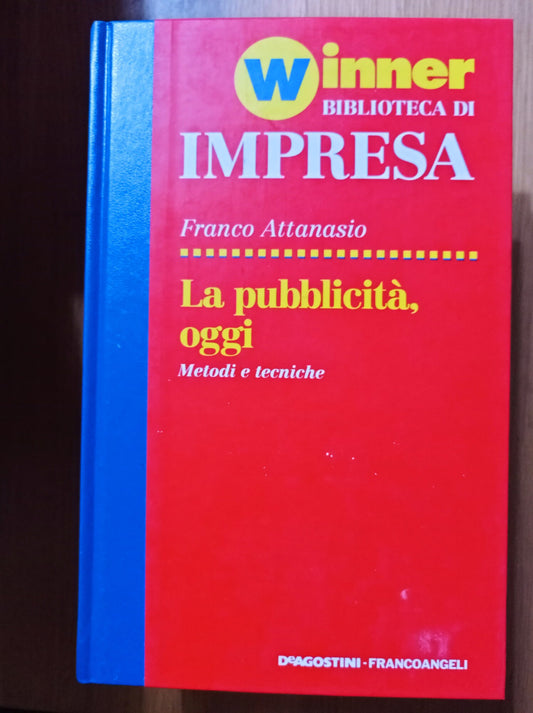 Winner
BIBLIOTECA DI
IMPRESA
Franco Attanasio
La pubblicità,
oggi
Metodi e tecniche
DeAGOSTINI-FRANCOANGELI